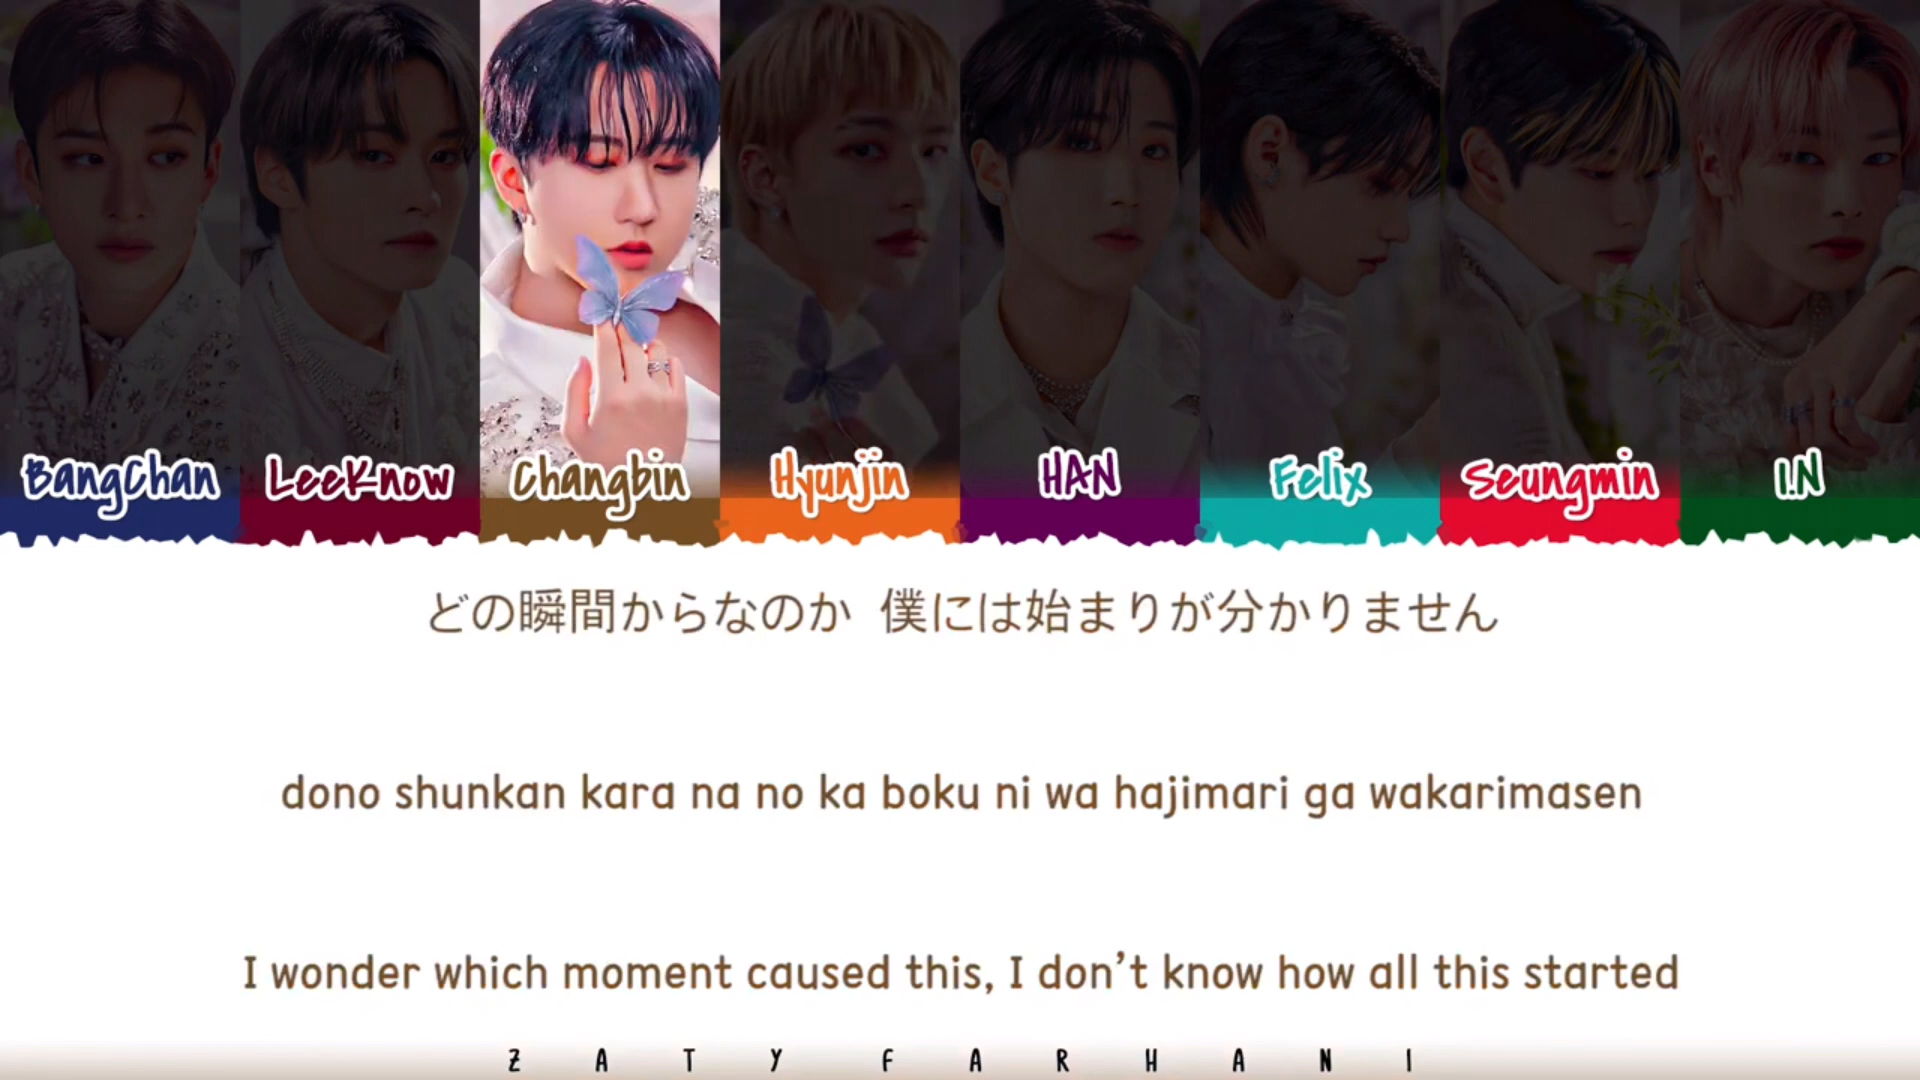 BangChan LeeKnow Changbin Hyunjin HAN Felix Seungmin I.N
どの瞬間からなのか 僕には始まりが分かりません
dono shunkan kara na no ka boku ni wa hajimari ga wakarimasen
I wonder which moment caused this, I don’t know how all this started
ZATY FARHANI